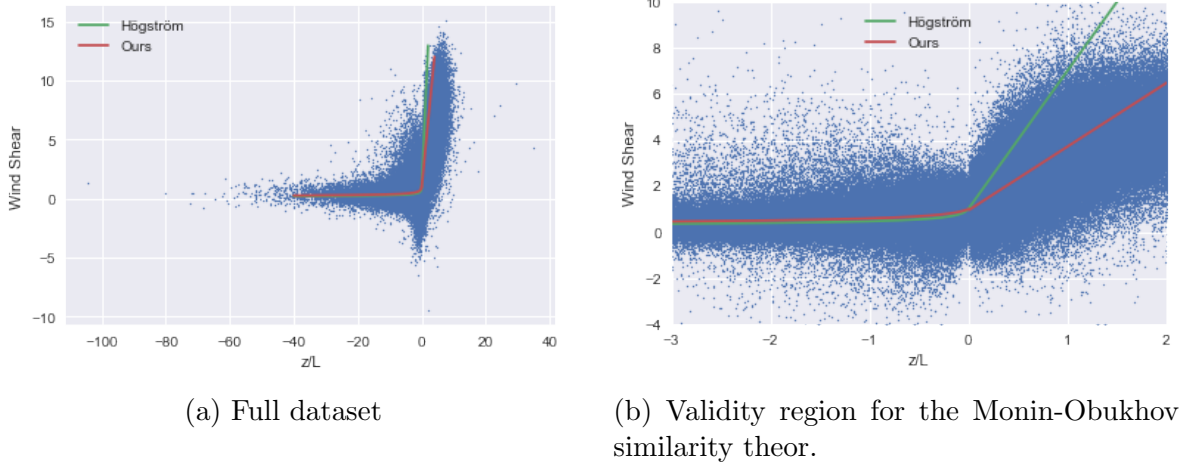 Högström
Ours
15
10
5
0
−5
−10
Wind Shear
−100
−80
−60
−40
−20
0
20
40
z/L
(a) Full dataset
Högström
Ours
10
8
6
4
2
0
−2
−4
Wind Shear
−3
−2
−1
0
1
2
z/L
(b) Validity region for the Monin-Obukhov
similarity theor.